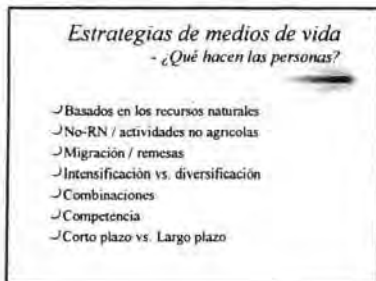 Estrategias de medios de vida
- ¿Qué hacen las personas?
Basados en los recursos naturales
No-RN / actividades no agricolas
Migración / remesas
Intensificación vs. diversificación
Combinaciones
Competencia
Corto plazo vs. Largo plazo